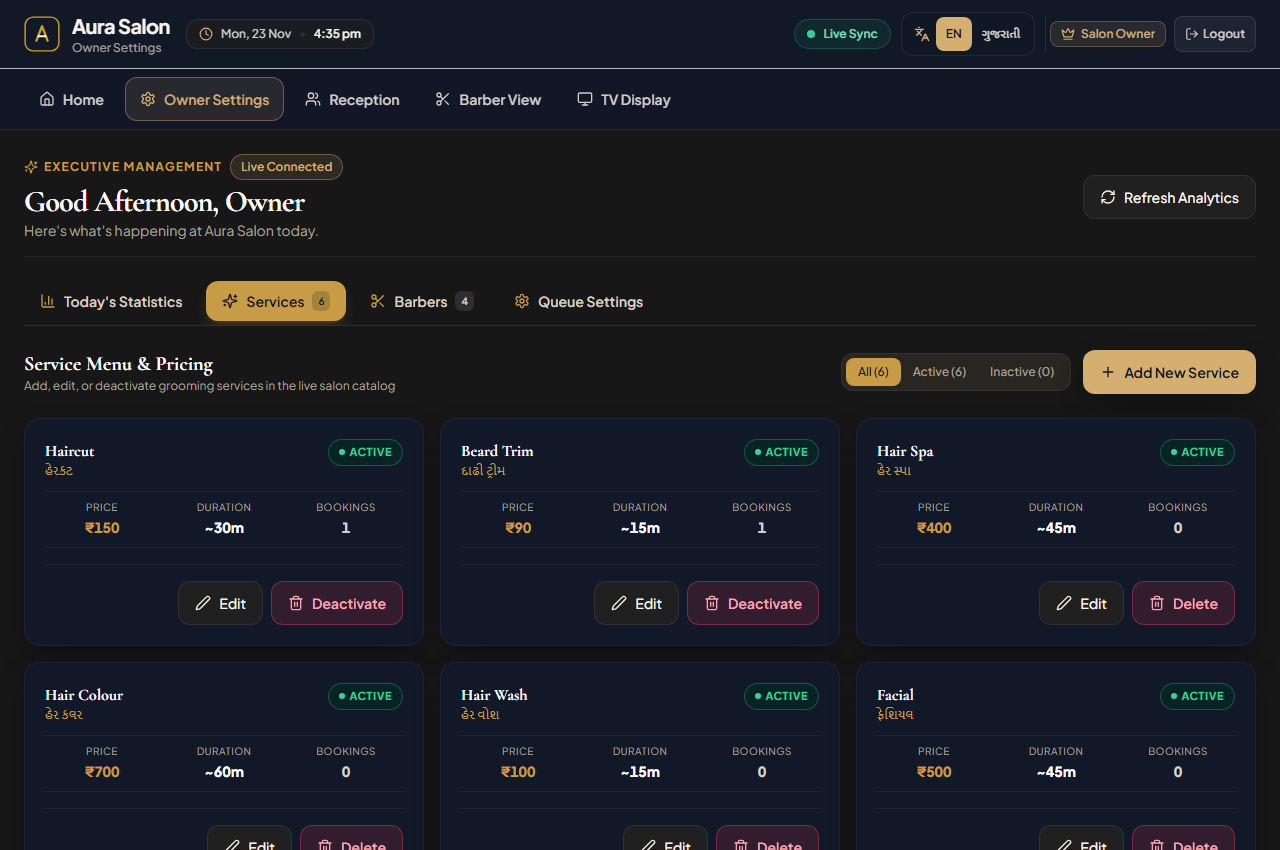 A
Aura Salon
Owner Settings
Mon, 23 Nov • 4:35 pm
Live Sync
EN
ગુજરાતી
Salon Owner
Logout
Home
Owner Settings
Reception
Barber View
TV Display
EXECUTIVE MANAGEMENT
Live Connected
Good Afternoon, Owner
Here's what's happening at Aura Salon today.
Refresh Analytics
Today's Statistics
Services 6
Barbers 4
Queue Settings
Service Menu & Pricing
Add, edit, or deactivate grooming services in the live salon catalog
All (6)
Active (6)
Inactive (0)
+ Add New Service
Haircut
હેરકટ
ACTIVE
PRICE DURATION BOOKINGS
₹150 ~30m 1
Edit
Deactivate
Beard Trim
દાઢી ટ્રીમ
ACTIVE
PRICE DURATION BOOKINGS
₹90 ~15m 1
Edit
Deactivate
Hair Spa
હેર સ્પા
ACTIVE
PRICE DURATION BOOKINGS
₹400 ~45m 0
Edit
Delete
Hair Colour
હેર કલર
ACTIVE
PRICE DURATION BOOKINGS
₹700 ~60m 0
Edit
Delete
Hair Wash
હેર વોશ
ACTIVE
PRICE DURATION BOOKINGS
₹100 ~15m 0
Edit
Delete
Facial
ફેશિયલ
ACTIVE
PRICE DURATION BOOKINGS
₹500 ~45m 0
Edit
Delete